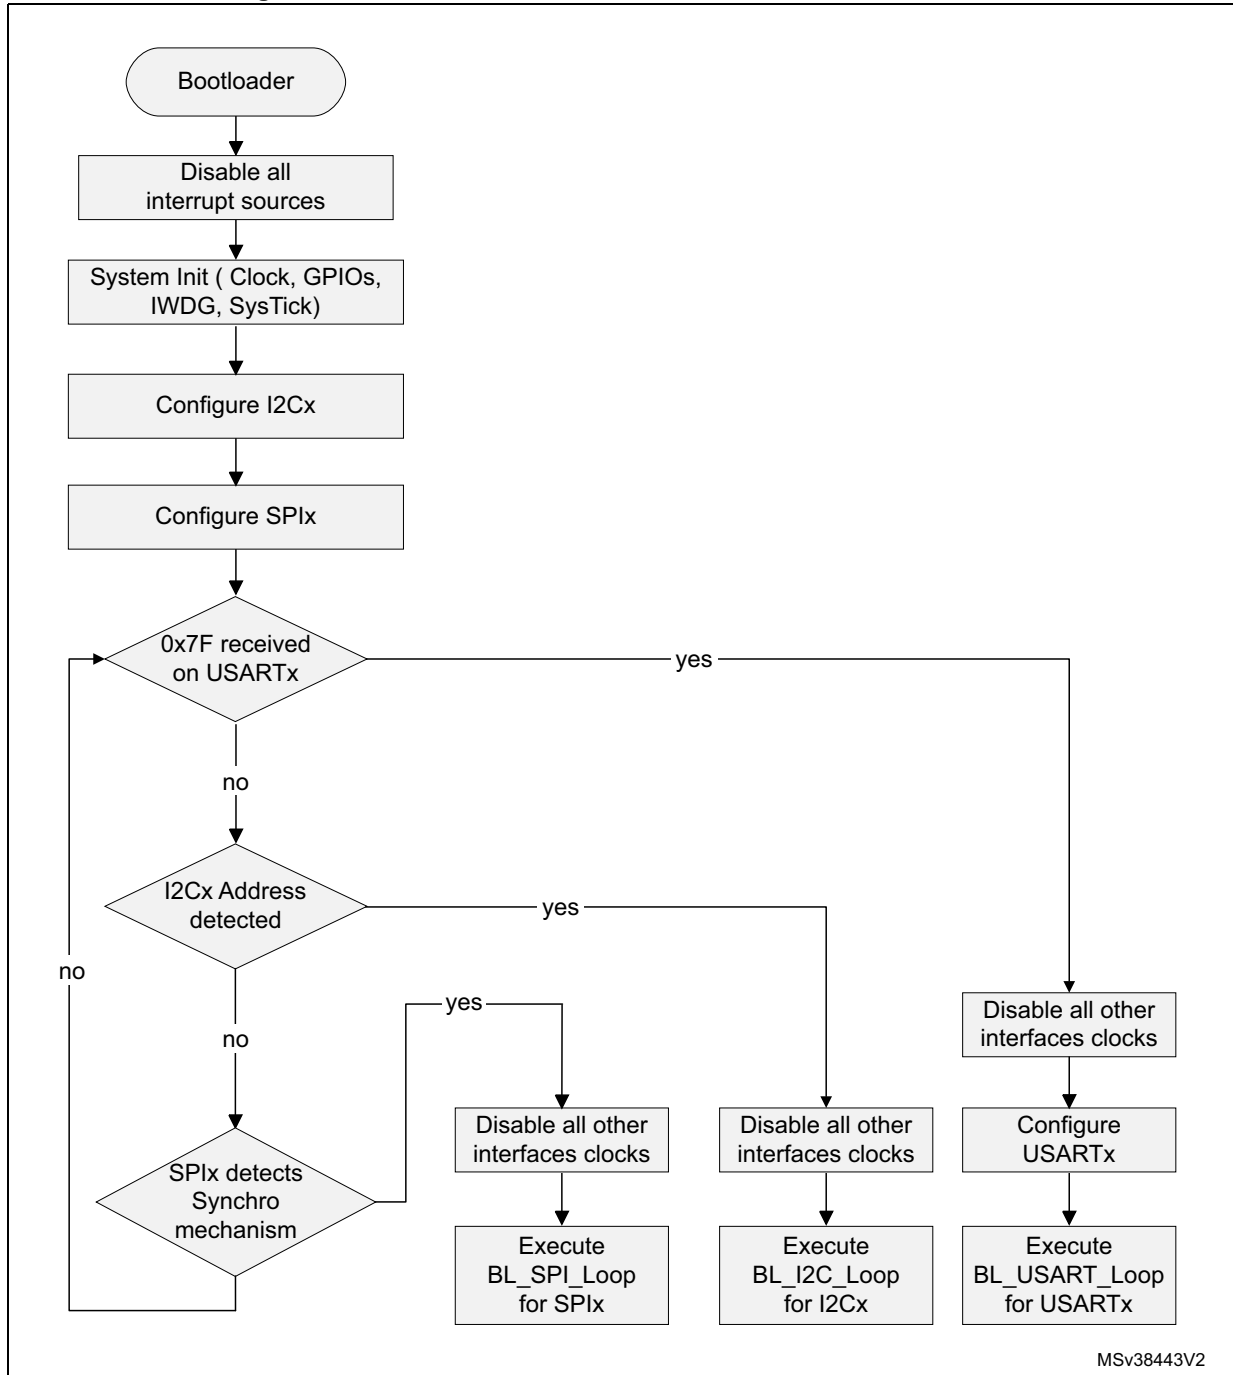 Bootloader
Disable all
interrupt sources
System Init ( Clock, GPIOs,
IWDG, SysTick)
Configure I2Cx
Configure SPIx
0x7F received
on USARTx
yes
no
I2Cx Address
detected
yes
no
no
yes
Disable all other
interfaces clocks
SPIx detects
Synchro
mechanism
Disable all other
interfaces clocks
Disable all other
interfaces clocks
Configure
USARTx
Execute
BL_SPI_Loop
for SPIx
Execute
BL_I2C_Loop
for I2Cx
Execute
BL_USART_Loop
for USARTx
MSv38443V2